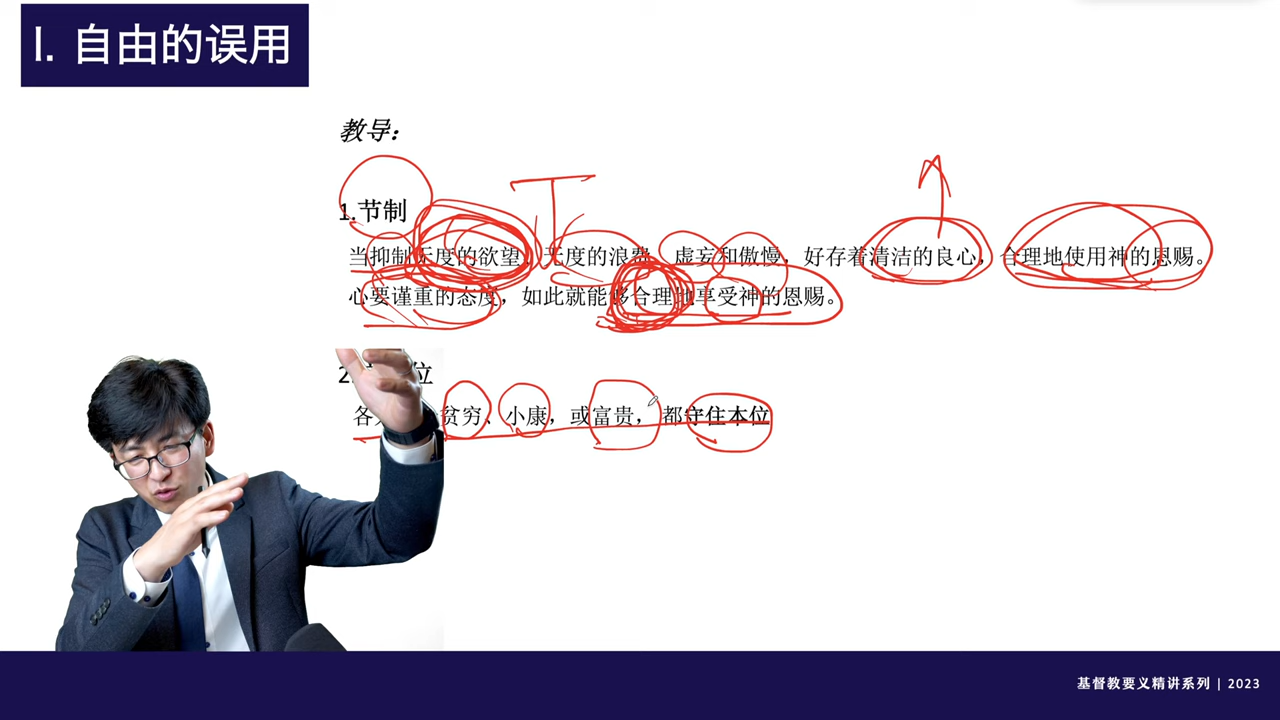 I. 自由的误用
教导：
1.节制
当抑制无度的欲望，无度的浪费、虚妄和傲慢，好存着清洁的良心，合理地使用神的恩赐。
心要谨重的态度，如此就能够合理地享受神的恩赐。
2. 位
各 贫穷、小康，或富贵，都守住本位
基督教要义精讲系列 | 2023